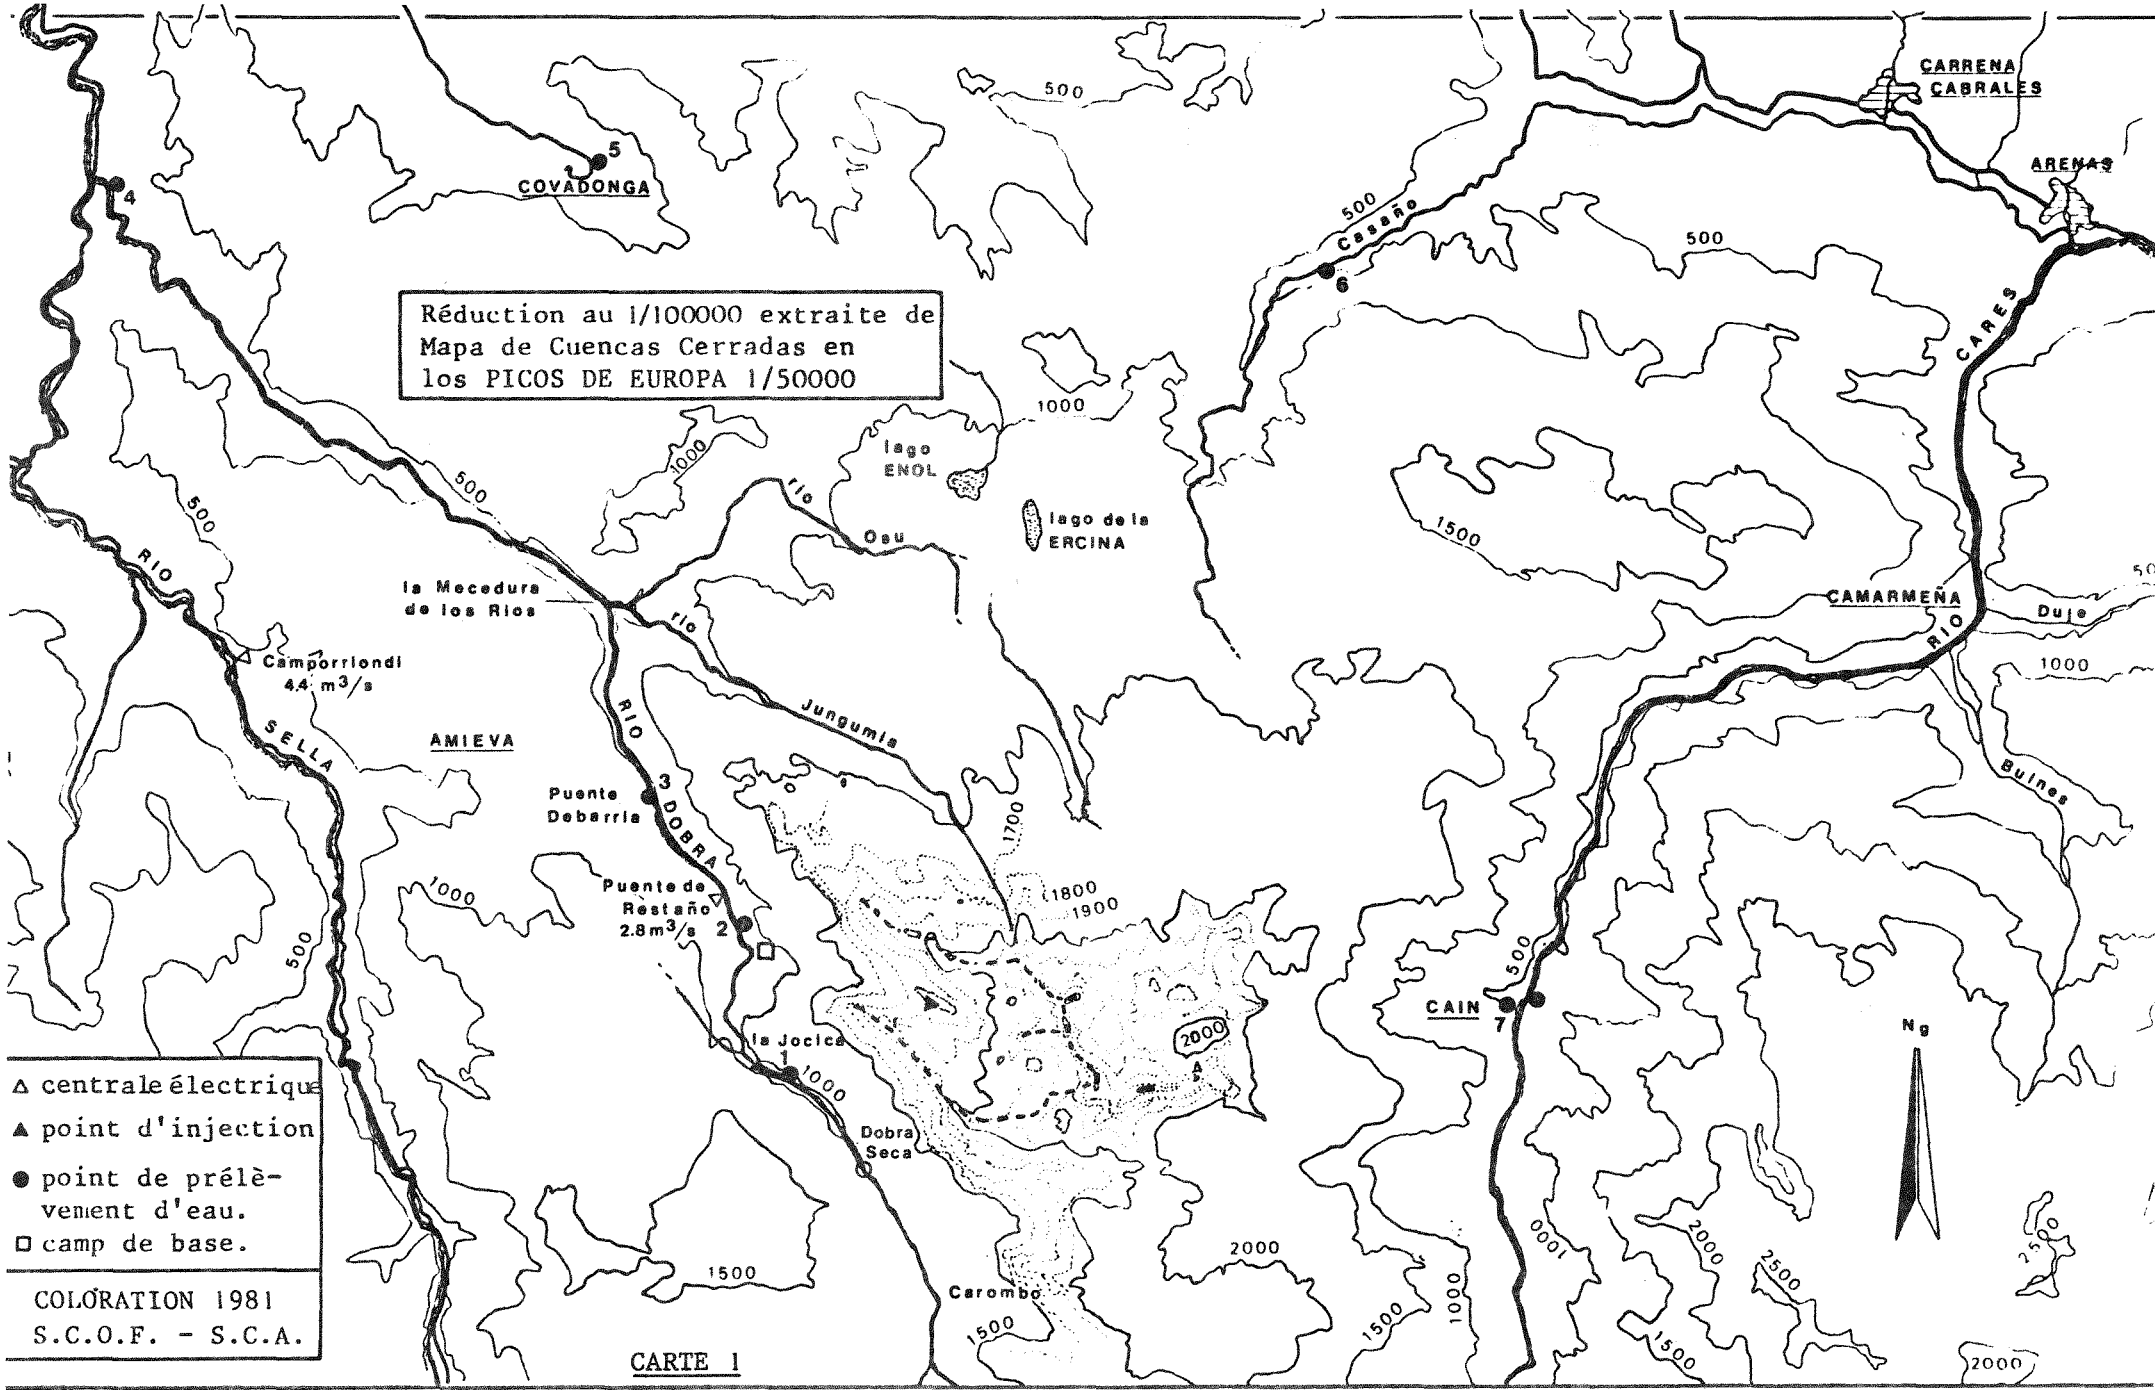 500
CARRENA
CABRALES
ARENAS
5
COVADONGA
4
500
Casaño
6
500
Réduction au 1/100000 extraite de
Mapa de Cuencas Cerradas en
los PICOS DE EUROPA 1/50000
CARES
1000
lago
ENOL
1000
500
rio
Osu
lago de la
ERCINA
1500
500
RIO
la Mecedura
de los Rios
rio
CAMARMEÑA
Duje
RIO
1000
Camporriondi
4.4 m³/s
SELLA
AMIEVA
RIO
Jungumia
Bulnes
3
Puente
Debarria
DOBRA
1700
1000
Puente de
Restaño
2.8 m³/s
2
1800
1900
500
500
CAIN
7
Ng
2000
A
la Jocica
1
1000
Dobra
Seca
△ centrale électrique
▲ point d'injection
● point de prélè-
vement d'eau.
□ camp de base.
COLORATION 1981
S.C.O.F. - S.C.A.
1500
2000
Carombo
1500
1500
1000
1000
2000
2500
2500
1500
2000
CARTE 1